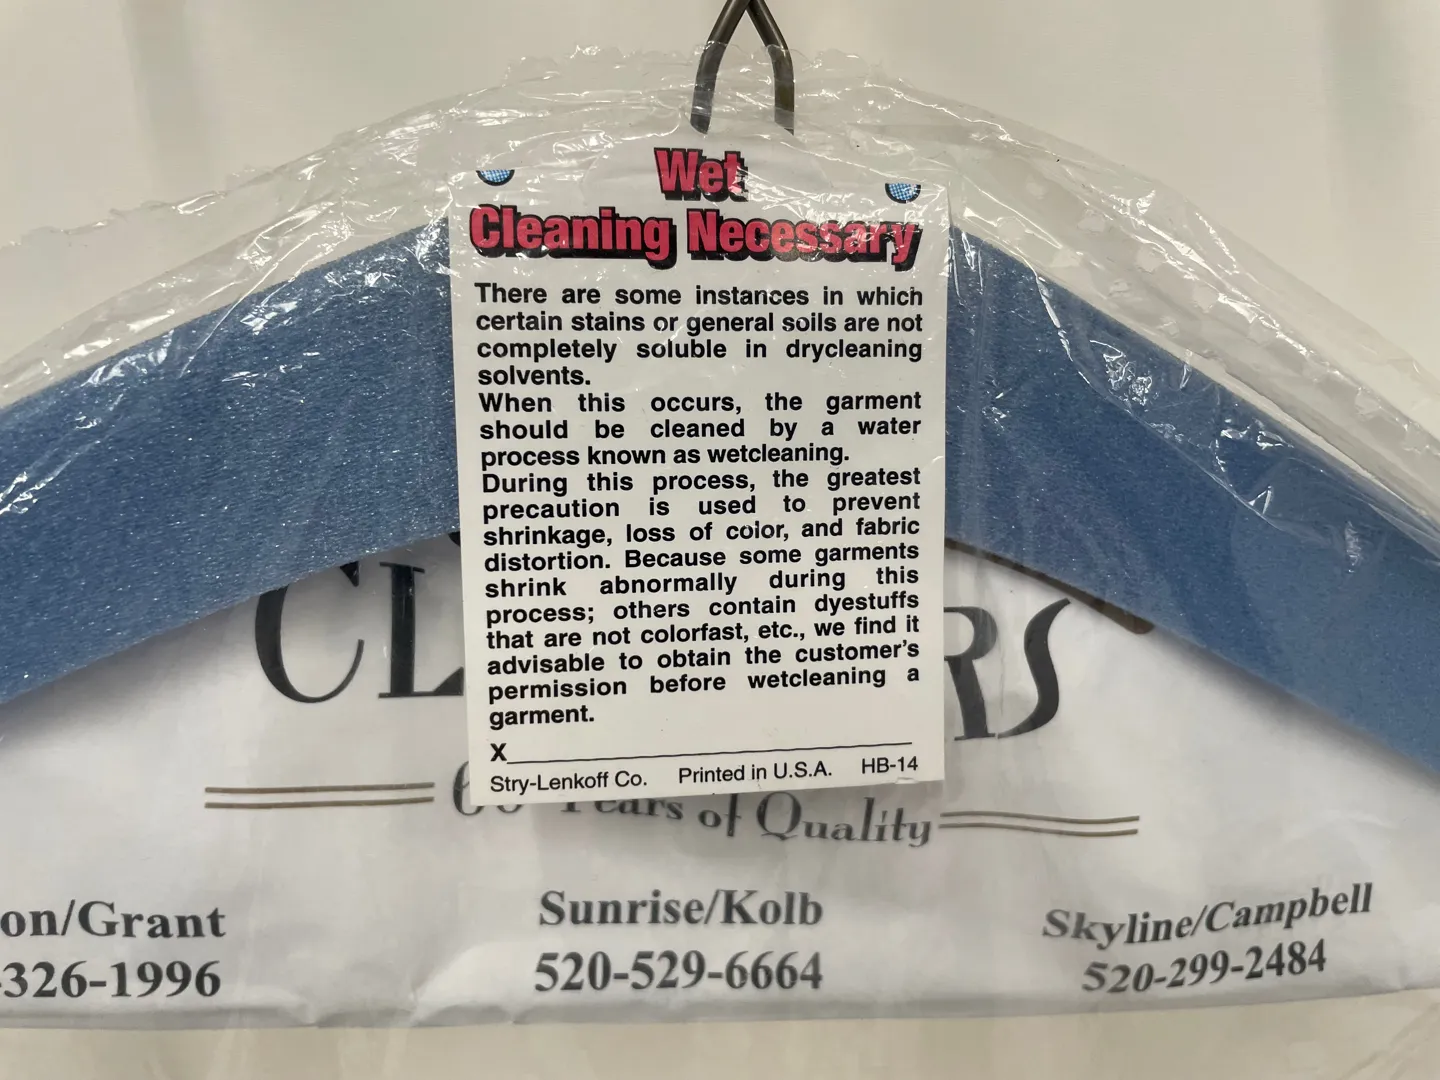 Wet
Cleaning Necessary
There are some instances in which
certain stains or general soils are not
completely soluble in drycleaning
solvents.
When this occurs, the garment
should be cleaned by a water
process known as wetcleaning.
During this process, the greatest
precaution is used to prevent
shrinkage, loss of color, and fabric
distortion. Because some garments
shrink abnormally during this
process; others contain dyestuffs
that are not colorfast, etc., we find it
advisable to obtain the customer's
permission before wetcleaning a
garment.
X
Stry-Lenkoff Co. Printed in U.S.A. HB-14
CL RS
Years of Quality
on/Grant Sunrise/Kolb Skyline/Campbell
-326-1996 520-529-6664 520-299-2484